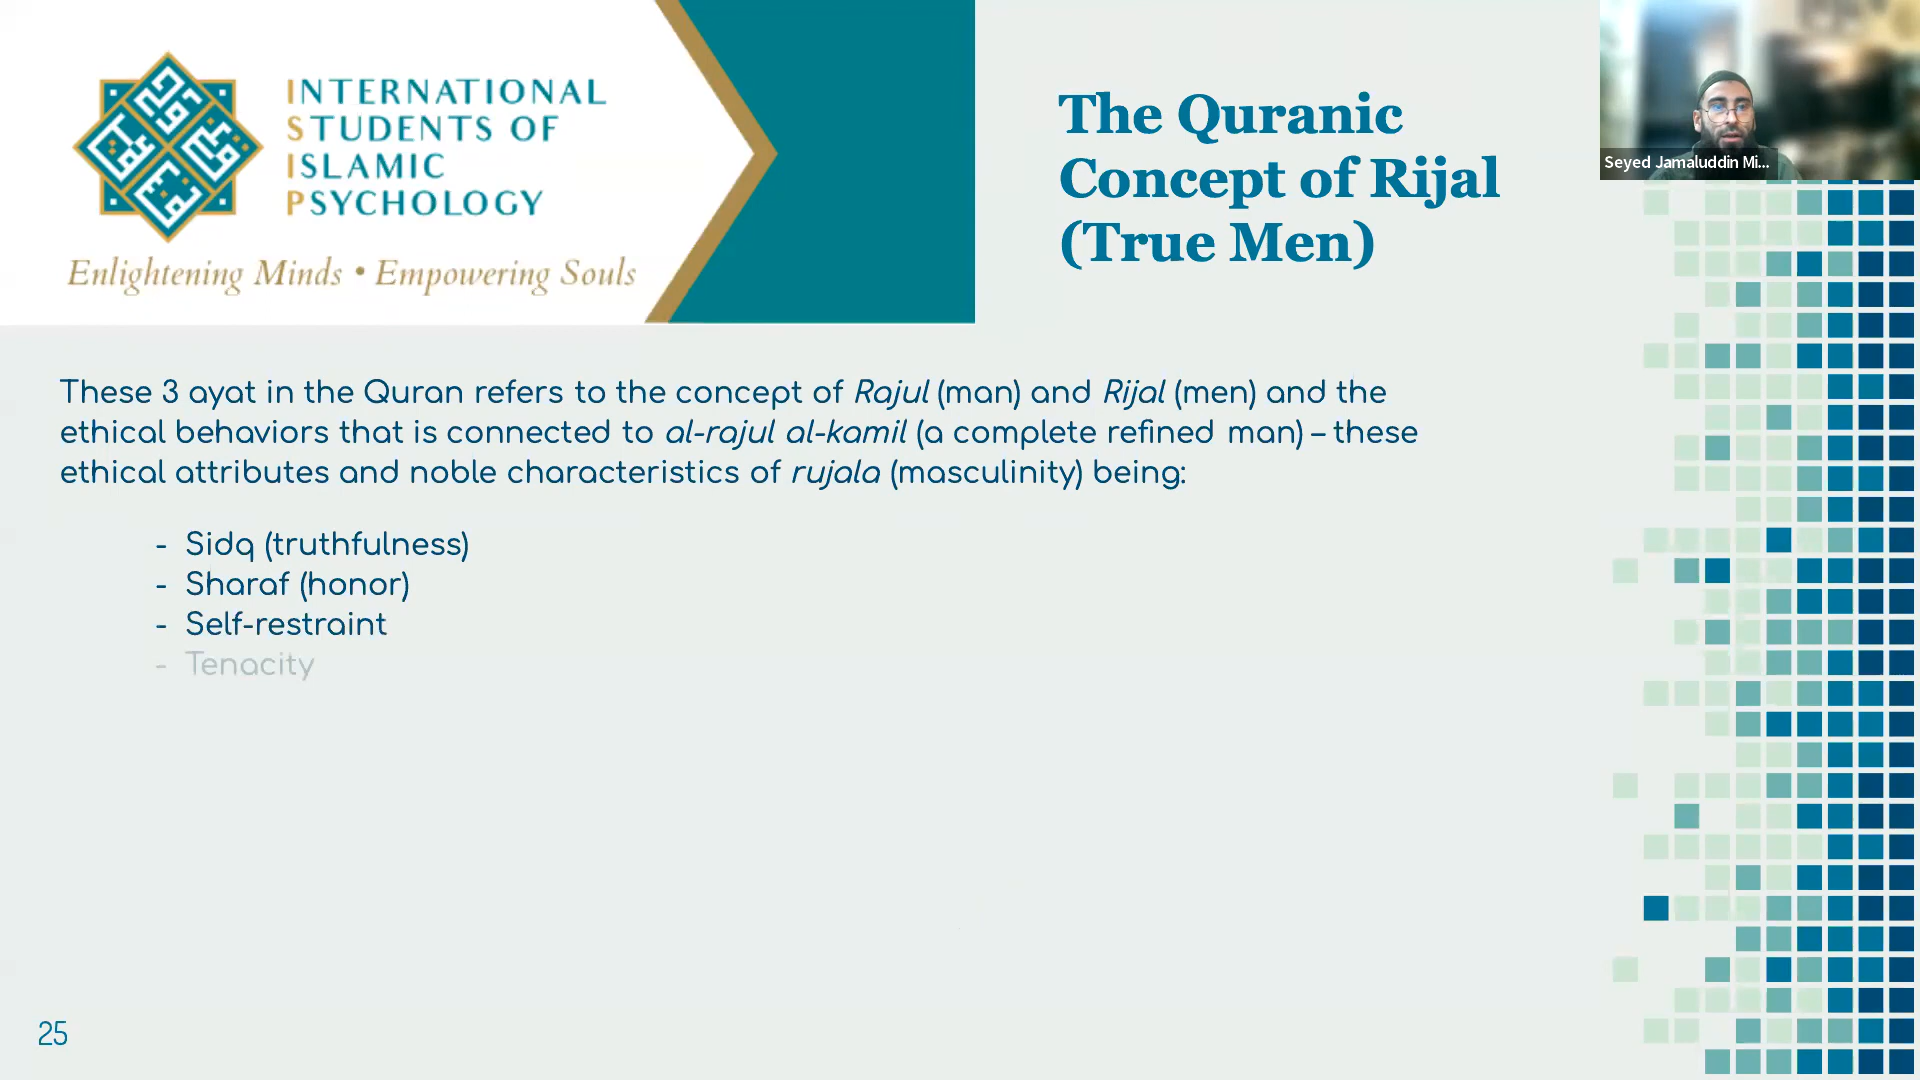 INTERNATIONAL
STUDENTS OF
ISLAMIC
PSYCHOLOGY
Enlightening Minds • Empowering Souls
The Quranic
Concept of Rijal
(True Men)
Seyed Jamaluddin Mi...
These 3 ayat in the Quran refers to the concept of Rajul (man) and Rijal (men) and the
ethical behaviors that is connected to al-rajul al-kamil (a complete refined man) – these
ethical attributes and noble characteristics of rujala (masculinity) being:
- Sidq (truthfulness)
- Sharaf (honor)
- Self-restraint
- Tenacity
25